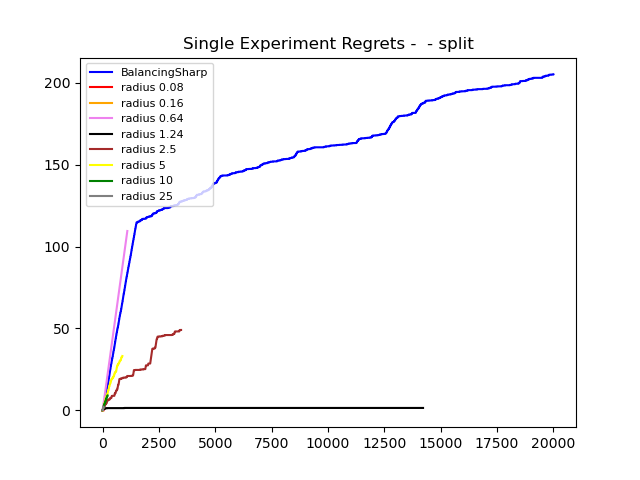 Single Experiment Regrets -  - split
BalancingSharp
radius 0.08
radius 0.16
radius 0.64
radius 1.24
radius 2.5
radius 5
radius 10
radius 25
200
150
100
50
0
0 2500 5000 7500 10000 12500 15000 17500 20000